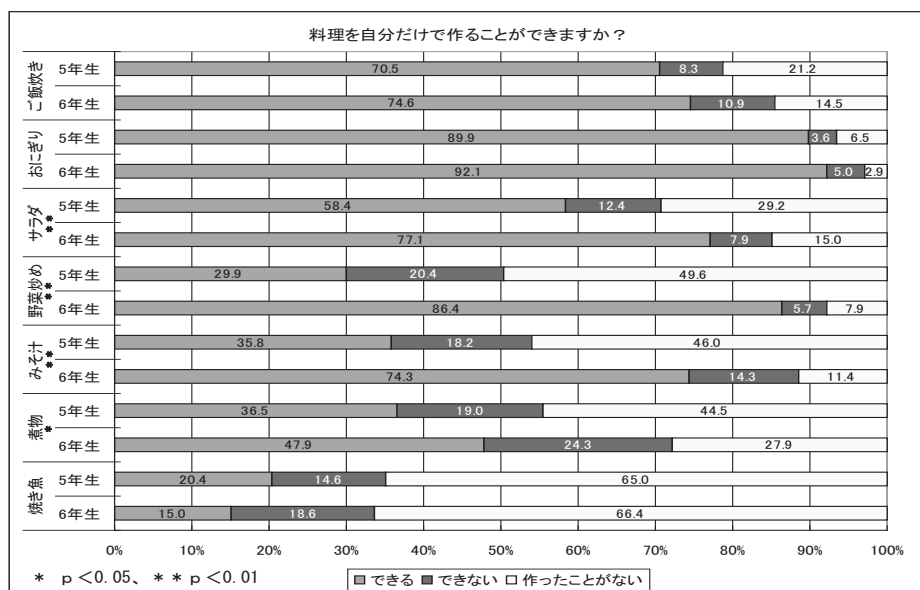 料理を自分だけで作ることができますか？
ご飯炊き
5年生 70.5 8.3 21.2
6年生 74.6 10.9 14.5
おにぎり
5年生 89.9 3.6 6.5
6年生 92.1 5.0 2.9
サラダ**
5年生 58.4 12.4 29.2
6年生 77.1 7.9 15.0
野菜炒め**
5年生 29.9 20.4 49.6
6年生 86.4 5.7 7.9
みそ汁**
5年生 35.8 18.2 46.0
6年生 74.3 14.3 11.4
煮物*
5年生 36.5 19.0 44.5
6年生 47.9 24.3 27.9
焼き魚
5年生 20.4 14.6 65.0
6年生 15.0 18.6 66.4
0% 10% 20% 30% 40% 50% 60% 70% 80% 90% 100%
* p＜0.05、**p＜0.01
できる できない 作ったことがない